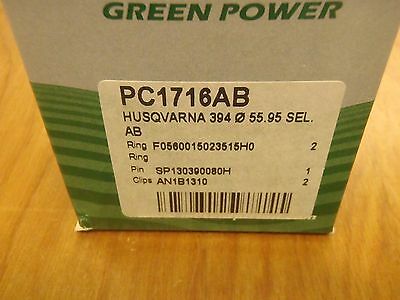 GREEN POWER
PC1716AB
HUSQVARNA 394 Ø 55.95 SEL.
AB
Ring F0560015023515H0 2
Ring
Pin SP130390080H 1
Clips AN1B1310 2